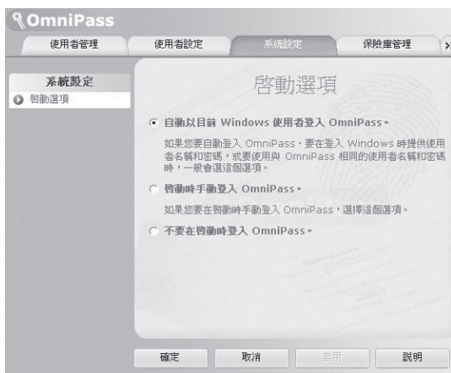 OmniPass
使用者管理
使用者設定
系統設定
保險庫管理
系統設定
啓動選項
啓動選項
自動以目前 Windows 使用者登入 OmniPass。
如果您要自動登入 OmniPass、要在登入 Windows 時提供使用
者名稱和密碼，或要使用與 OmniPass 相同的使用者名稱和密碼
時，一般會選這個選項。
啓動時手動登入 OmniPass。
如果您要在啓動時手動登入 OmniPass，選擇這個選項。
不要在啓動時登入 OmniPass。
確定
取消
套用
說明